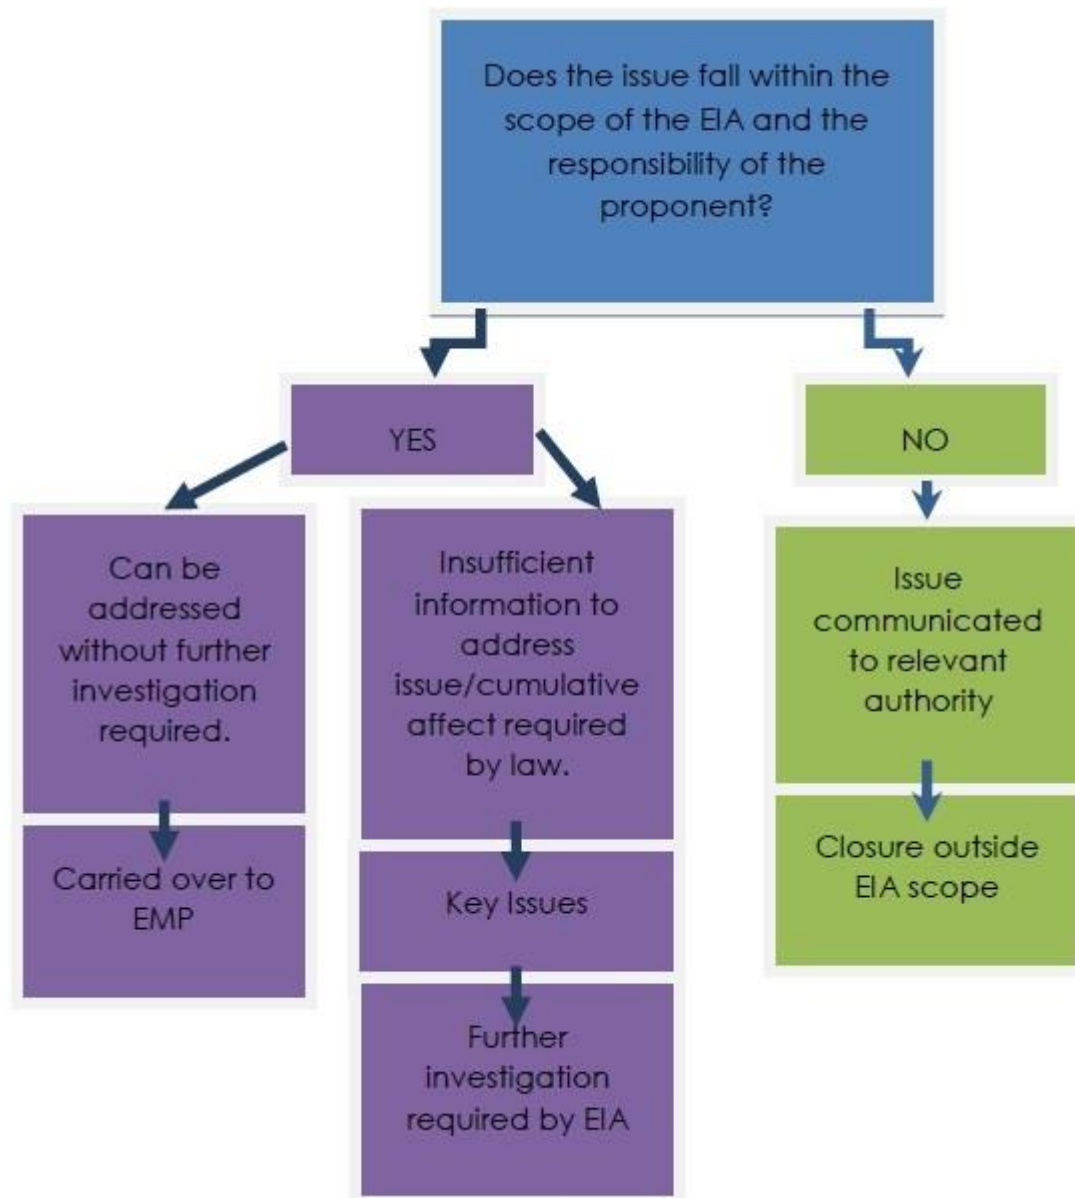 Does the issue fall within the
scope of the EIA and the
responsibility of the
proponent?
YES
NO
Can be
addressed
without further
investigation
required.
Carried over to
EMP
Insufficient
information to
address
issue/cumulative
affect required
by law.
Key Issues
Further
investigation
required by EIA
Issue
communicated
to relevant
authority
Closure outside
EIA scope